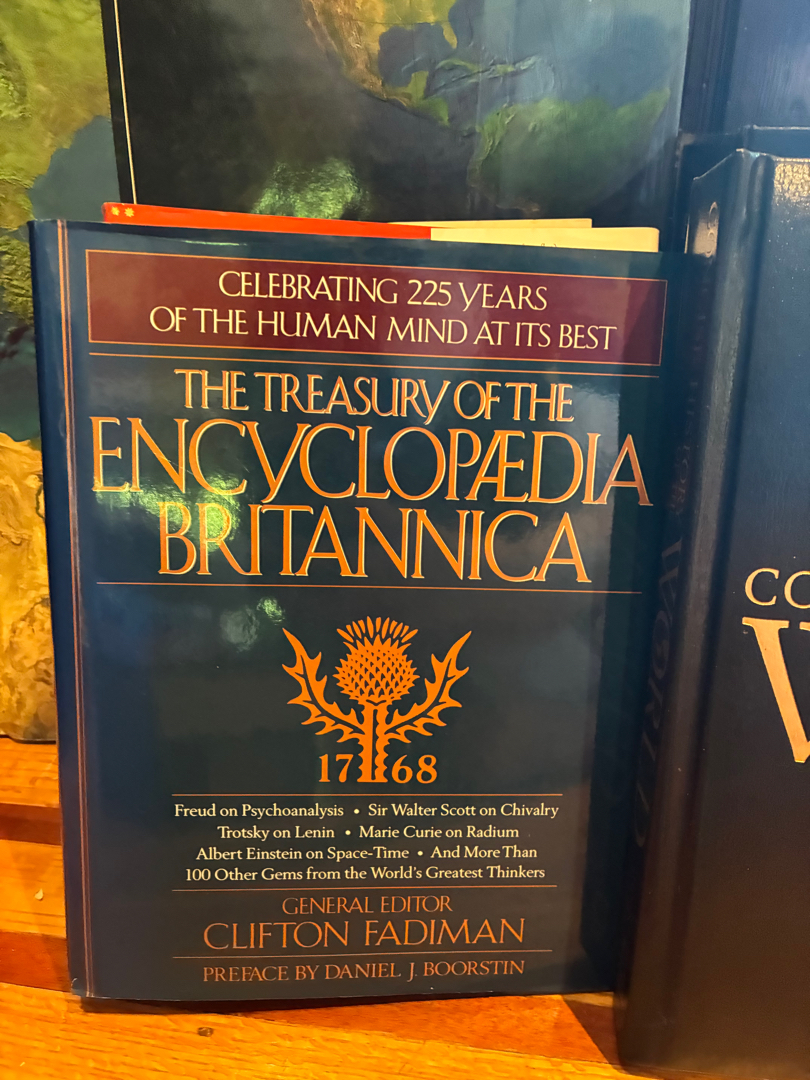 CELEBRATING 225 YEARS
OF THE HUMAN MIND AT ITS BEST
THE TREASURY OF THE
ENCYCLOPÆDIA
BRITANNICA
1768
Freud on Psychoanalysis • Sir Walter Scott on Chivalry
Trotsky on Lenin • Marie Curie on Radium
Albert Einstein on Space-Time • And More Than
100 Other Gems from the World's Greatest Thinkers
GENERAL EDITOR
CLIFTON FADIMAN
PREFACE BY DANIEL J. BOORSTIN
WORLD
CO
W